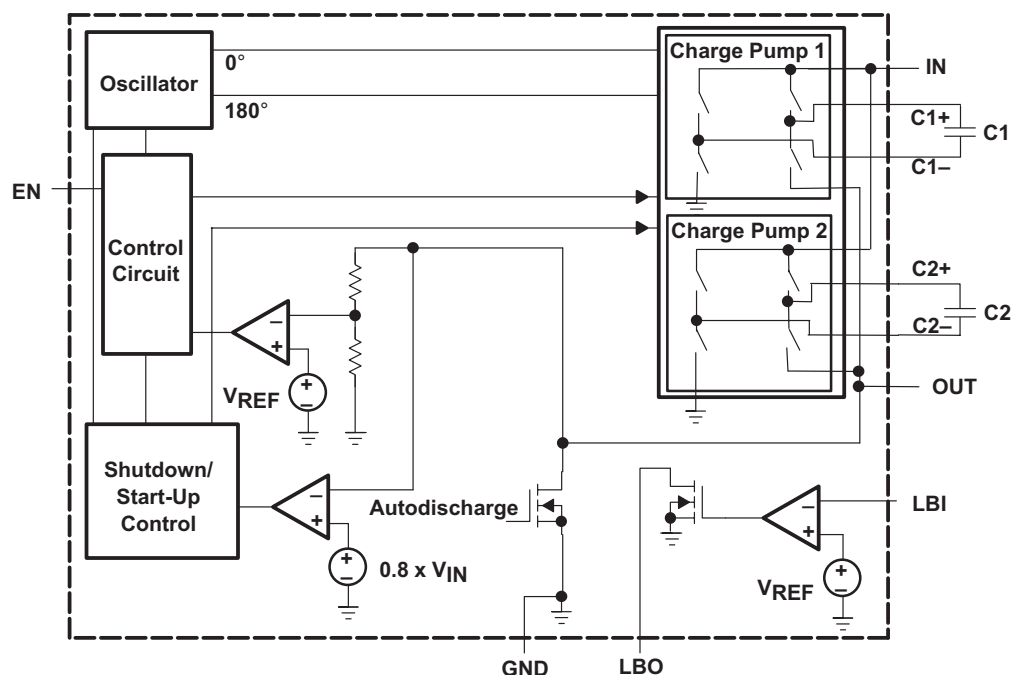 Oscillator
0°
180°
Charge Pump 1
IN
C1+
C1
C1–
EN
Control
Circuit
Charge Pump 2
C2+
C2
C2–
–
+
+
–
VREF
OUT
Shutdown/
Start-Up
Control
–
+
+
–
0.8 x VIN
Autodischarge
LBI
–
+
+
–
VREF
GND
LBO